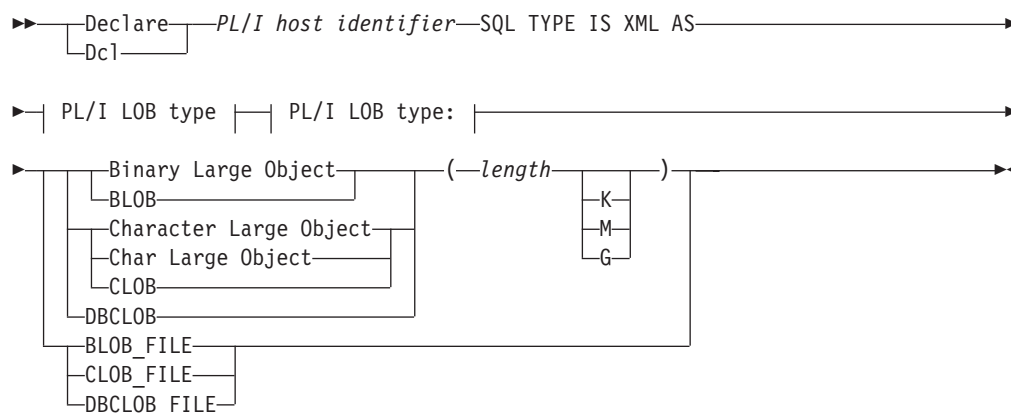 Declare PL/I host identifier SQL TYPE IS XML AS
Dcl
PL/I LOB type PL/I LOB type:
Binary Large Object ( length )
BLOB K
Character Large Object M
Char Large Object G
CLOB
DBCLOB
BLOB_FILE
CLOB_FILE
DBCLOB_FILE